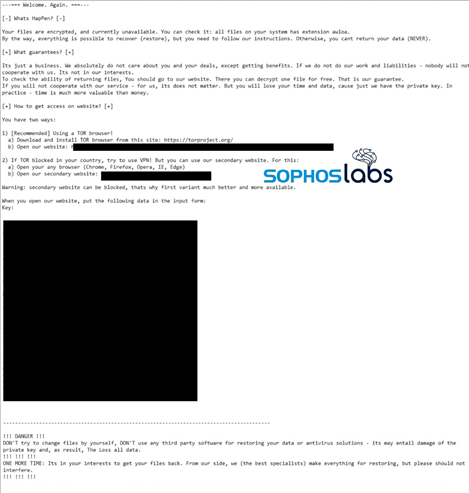 ---=== Welcome. Again. ===---
[-] Whats HapPen? [-]
Your files are encrypted, and currently unavailable. You can check it: all files on your system has extension awloa.
By the way, everything is possible to recover (restore), but you need to follow our instructions. Otherwise, you cant return your data (NEVER).
[+] What guarantees? [+]
Its just a business. We absolutely do not care about you and your deals, except getting benefits. If we do not do our work and liabilities - nobody will not
cooperate with us. Its not in our interests.
To check the ability of returning files, You should go to our website. There you can decrypt one file for free. That is our guarantee.
If you will not cooperate with our service - for us, its does not matter. But you will lose your time and data, cause just we have the private key. In
practice - time is much more valuable than money.
[+] How to get access on website? [+]
You have two ways:
1) [Recommended] Using a TOR browser!
a) Download and install TOR browser from this site: https://torproject.org/
b) Open our website:
2) If TOR blocked in your country, try to use VPN! But you can use our secondary website. For this:
a) Open your any browser (Chrome, Firefox, Opera, IE, Edge)
b) Open our secondary website:
SOPHOSlabs
Warning: secondary website can be blocked, thats why first variant much better and more available.
When you open our website, put the following data in the input form:
Key:
-----------------------------------------------------------------------------------------
!!! DANGER !!!
DON'T try to change files by yourself, DON'T use any third party software for restoring your data or antivirus solutions - its may entail damage of the
private key and, as result, The Loss all data.
!!! !!! !!!
ONE MORE TIME: Its in your interests to get your files back. From our side, we (the best specialists) make everything for restoring, but please should not
interfere.
!!! !!! !!!